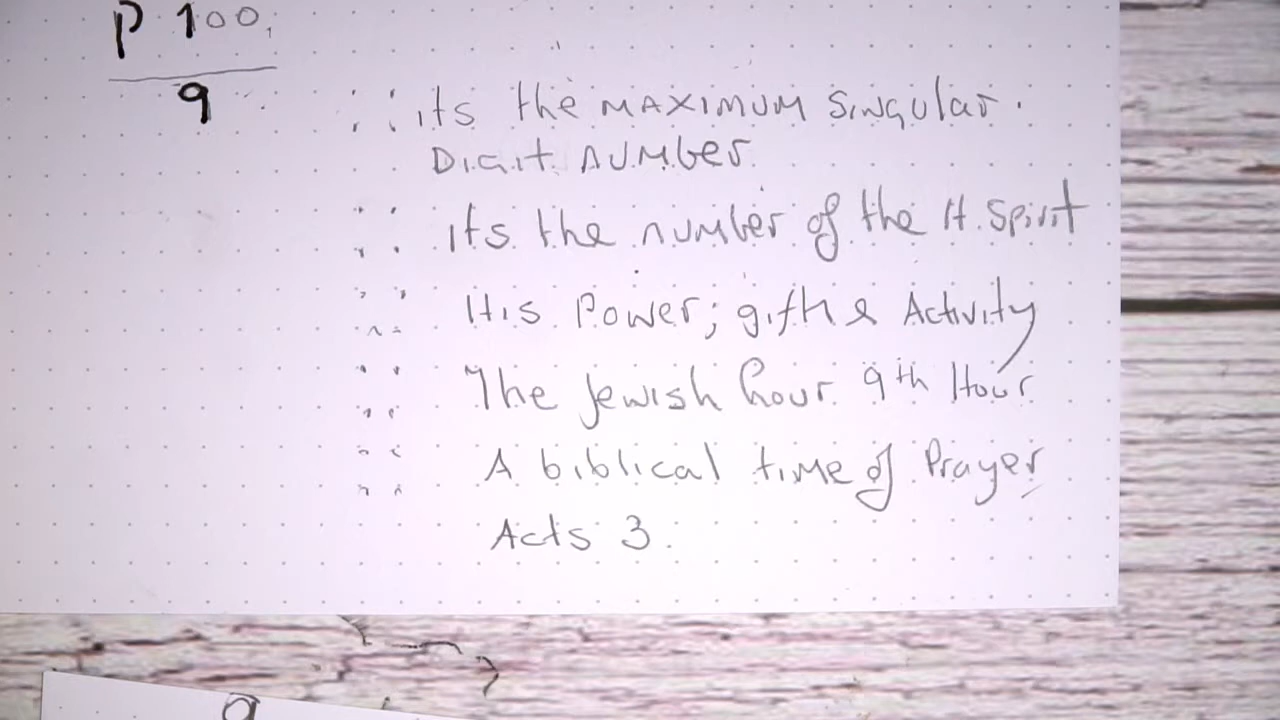 P 100
9
its the MAXIMUM Singular.
Digit number.
its the number of the H. Spirit
His Power; gifth & Activity
The Jewish hour 9th Hour
A biblical time of Prayer
Acts 3.